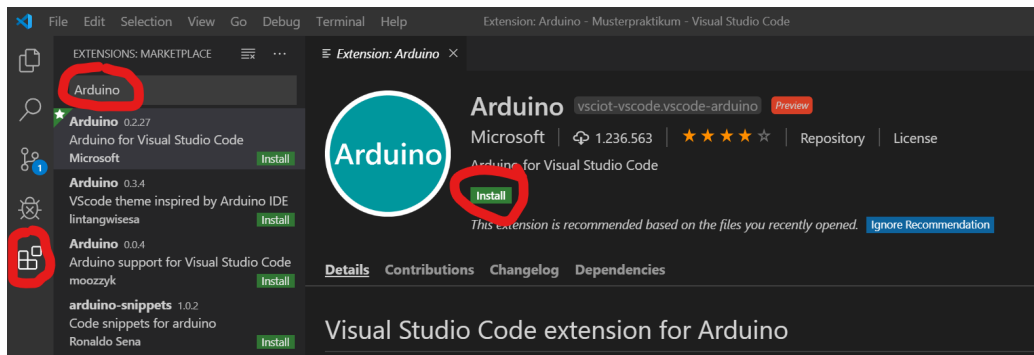 File Edit Selection View Go Debug Terminal Help
Extension: Arduino - Musterpraktikum - Visual Studio Code
EXTENSIONS: MARKETPLACE
Arduino
Arduino 0.2.27
Arduino for Visual Studio Code
Microsoft Install
Arduino 0.3.4
VScode theme inspired by Arduino IDE
lintangwisesa Install
Arduino 0.0.4
Arduino support for Visual Studio Code
moozzyk Install
arduino-snippets 1.0.2
Code snippets for arduino
Ronaldo Sena Install
1
Extension: Arduino
Arduino
Arduino vsciot-vscode.vscode-arduino Preview
Microsoft 1.236.563 Repository License
Arduino for Visual Studio Code
Install
This extension is recommended based on the files you recently opened. Ignore Recommendation
Details Contributions Changelog Dependencies
Visual Studio Code extension for Arduino